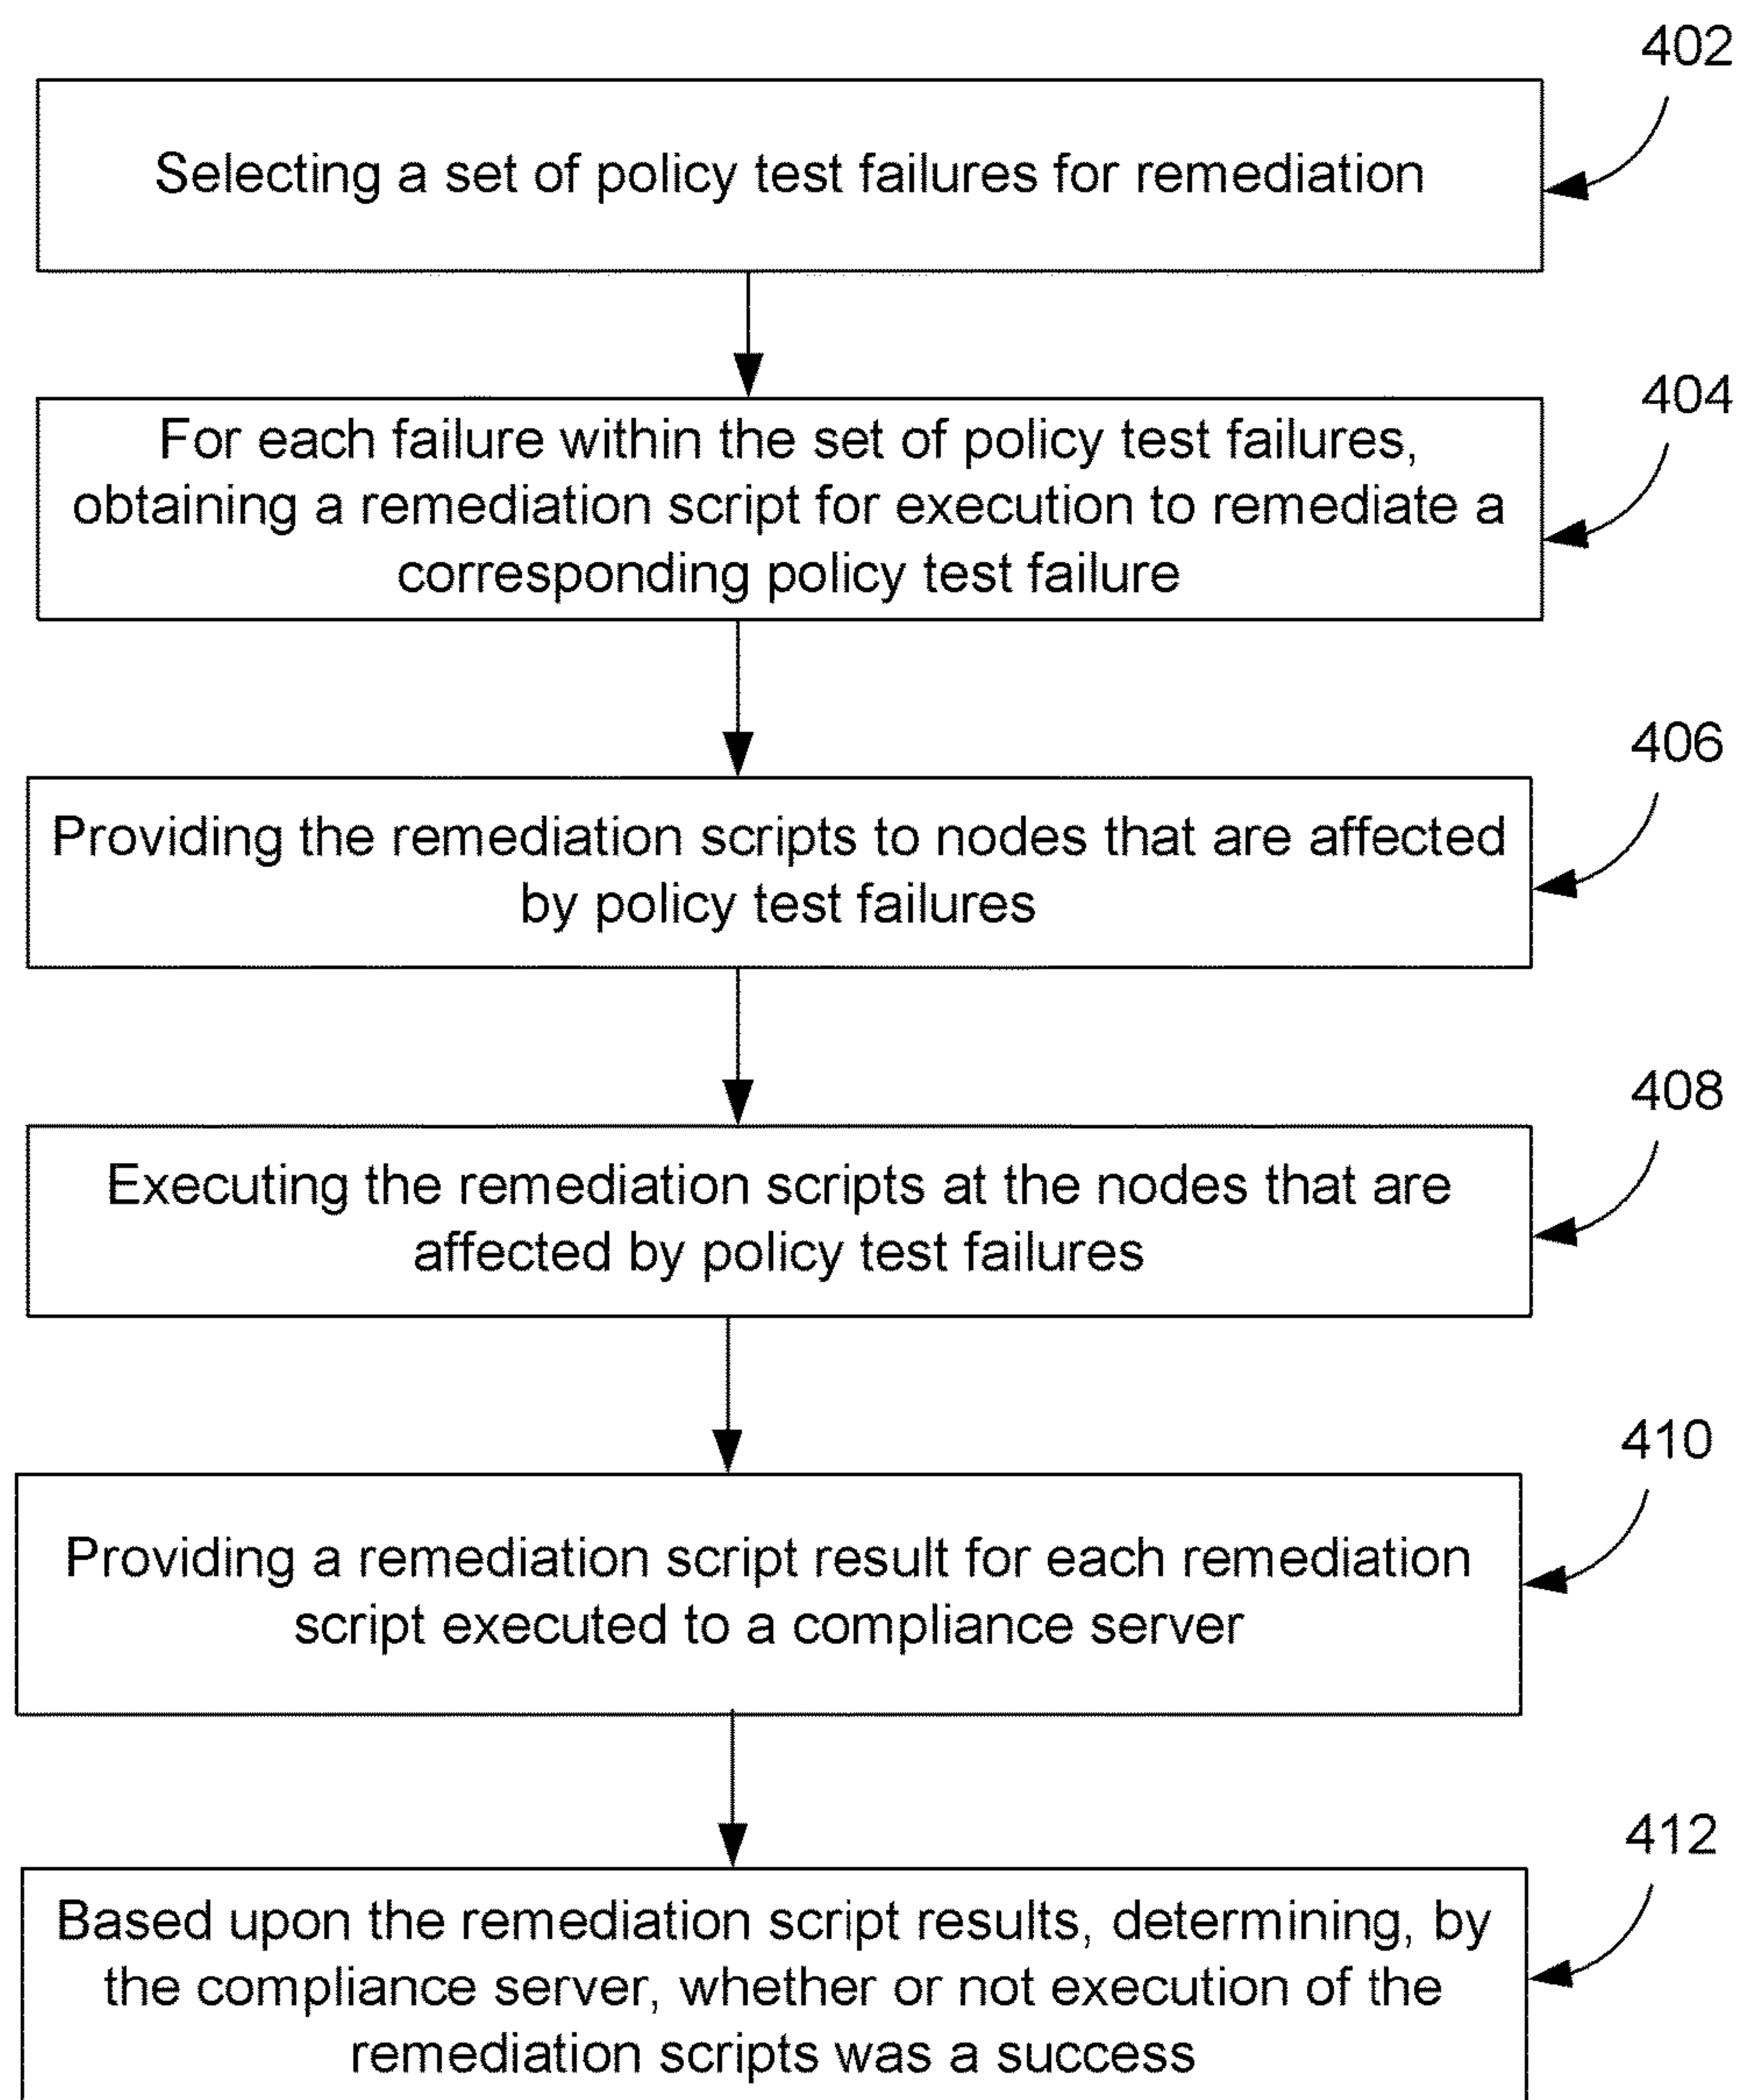 402
Selecting a set of policy test failures for remediation
404
For each failure within the set of policy test failures,
obtaining a remediation script for execution to remediate a
corresponding policy test failure
406
Providing the remediation scripts to nodes that are affected
by policy test failures
408
Executing the remediation scripts at the nodes that are
affected by policy test failures
410
Providing a remediation script result for each remediation
script executed to a compliance server
412
Based upon the remediation script results, determining, by
the compliance server, whether or not execution of the
remediation scripts was a success